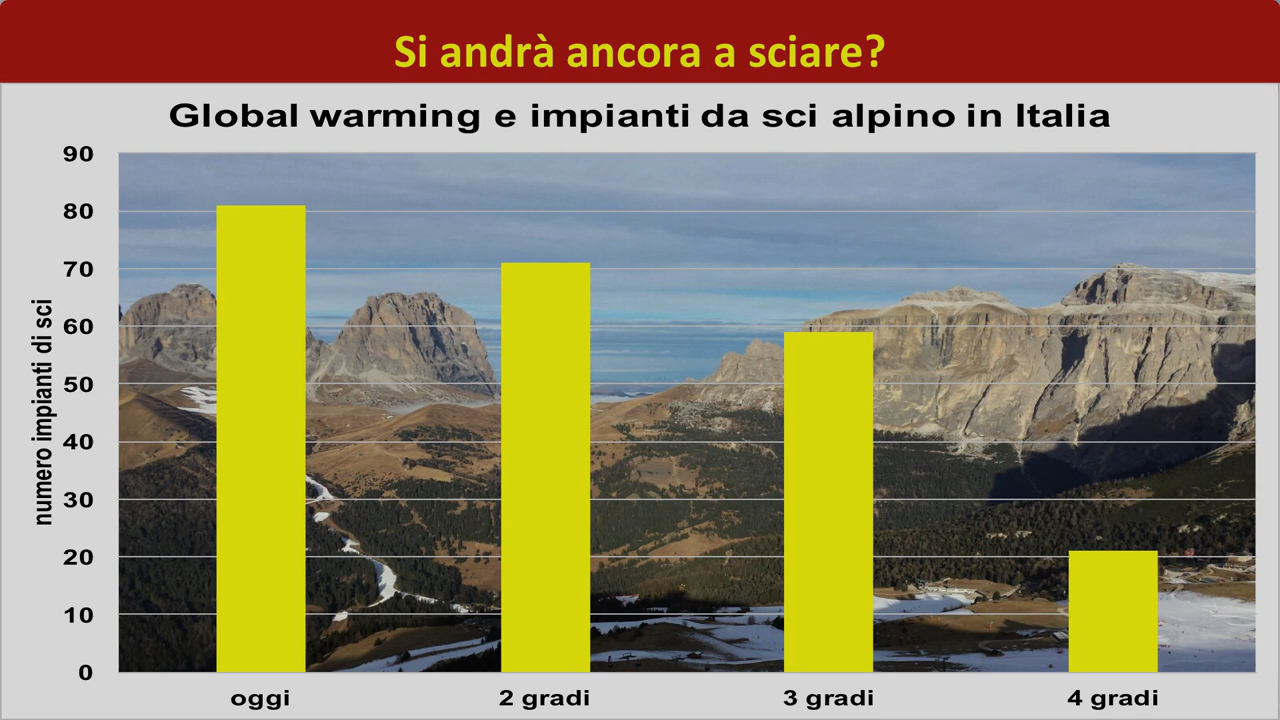 Si andrà ancora a sciare?
Global warming e impianti da sci alpino in Italia
numero impianti di sci
90
80
70
60
50
40
30
20
10
0
oggi
2 gradi
3 gradi
4 gradi